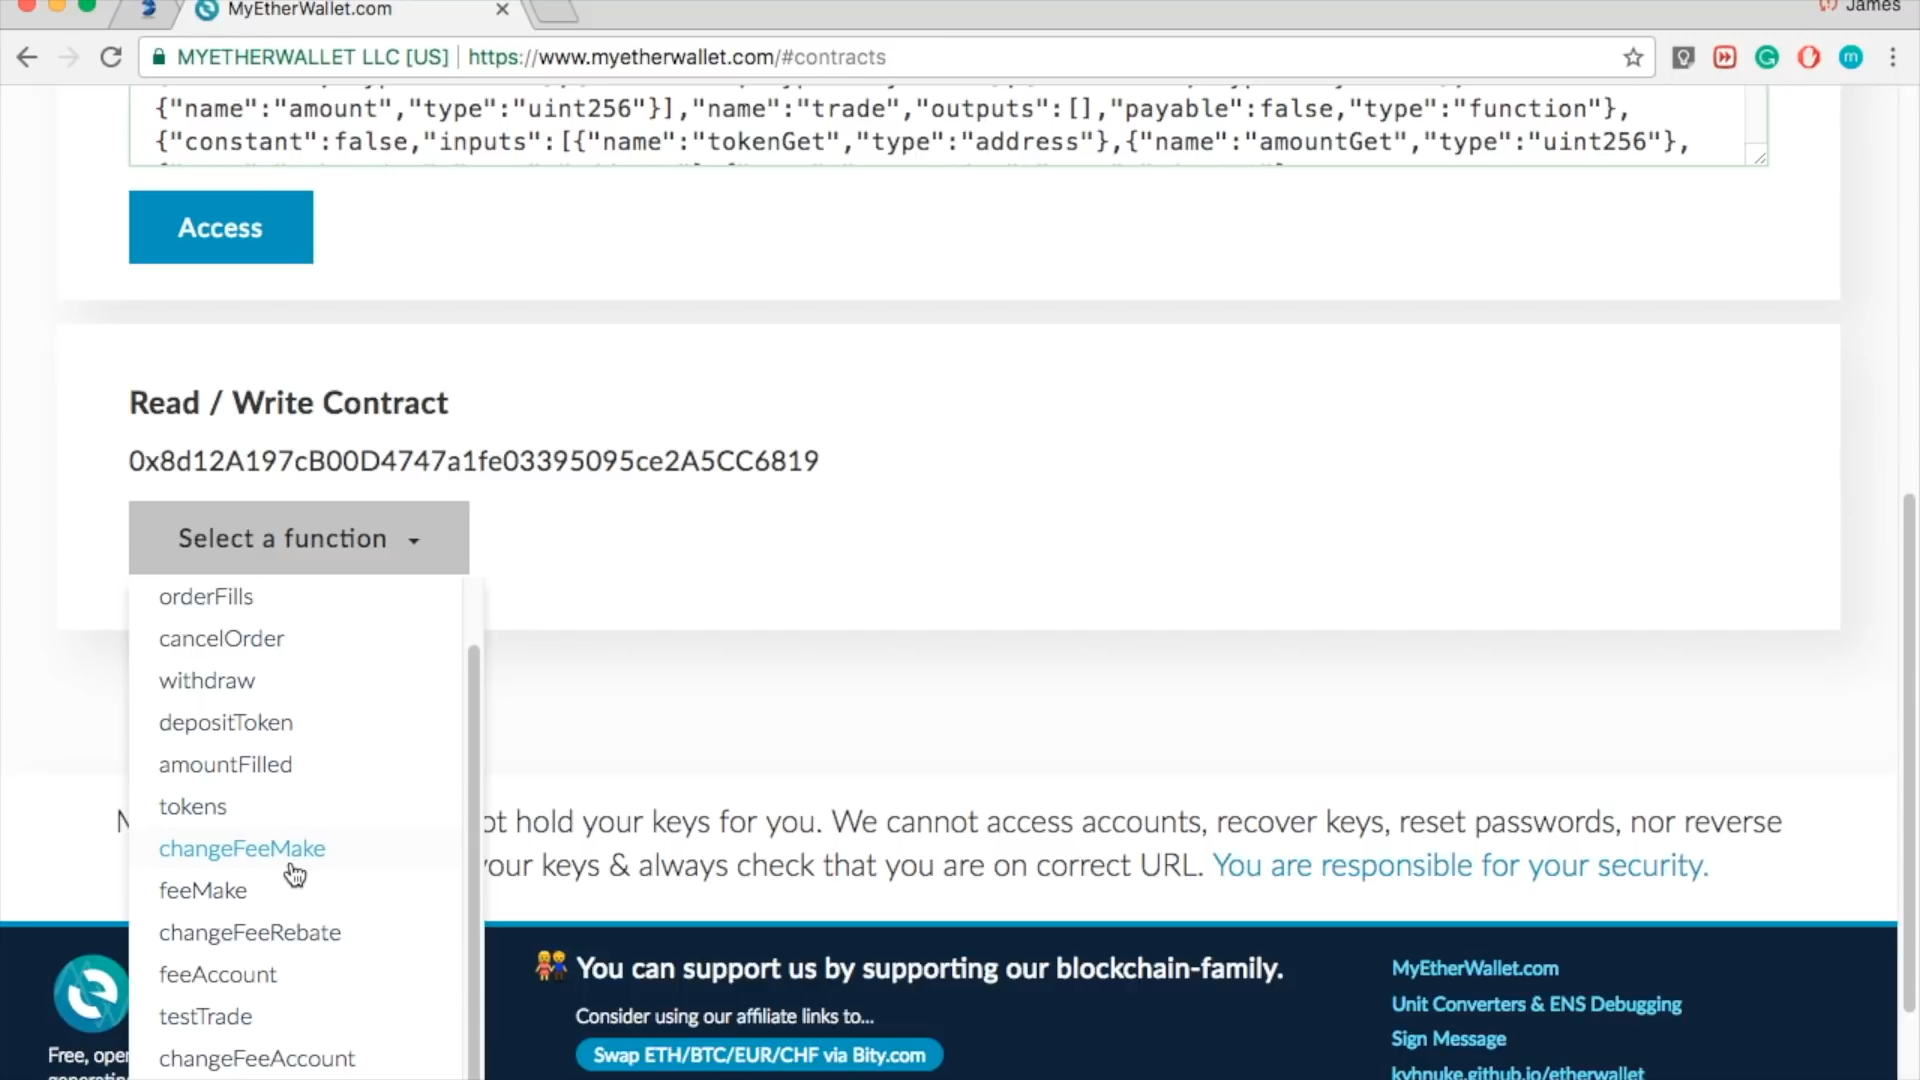 MyEtherWallet.com
James
MYETHERWALLET LLC [US] https://www.myetherwallet.com/#contracts
{"name":"amount","type":"uint256"}],"name":"trade","outputs":[],"payable":false,"type":"function"},
{"constant":false,"inputs":[{"name":"tokenGet","type":"address"},{"name":"amountGet","type":"uint256"},
Access
Read / Write Contract
0x8d12A197cB00D4747a1fe03395095ce2A5CC6819
Select a function
orderFills
cancelOrder
withdraw
depositToken
amountFilled
tokens
changeFeeMake
feeMake
changeFeeRebate
feeAccount
testTrade
changeFeeAccount
hold your keys for you. We cannot access accounts, recover keys, reset passwords, nor reverse
keys & always check that you are on correct URL. You are responsible for your security.
You can support us by supporting our blockchain-family.
Consider using our affiliate links to...
Swap ETH/BTC/EUR/CHF via Bity.com
MyEtherWallet.com
Unit Converters & ENS Debugging
Sign Message
kvhnuke.github.io/etherwallet
Free,